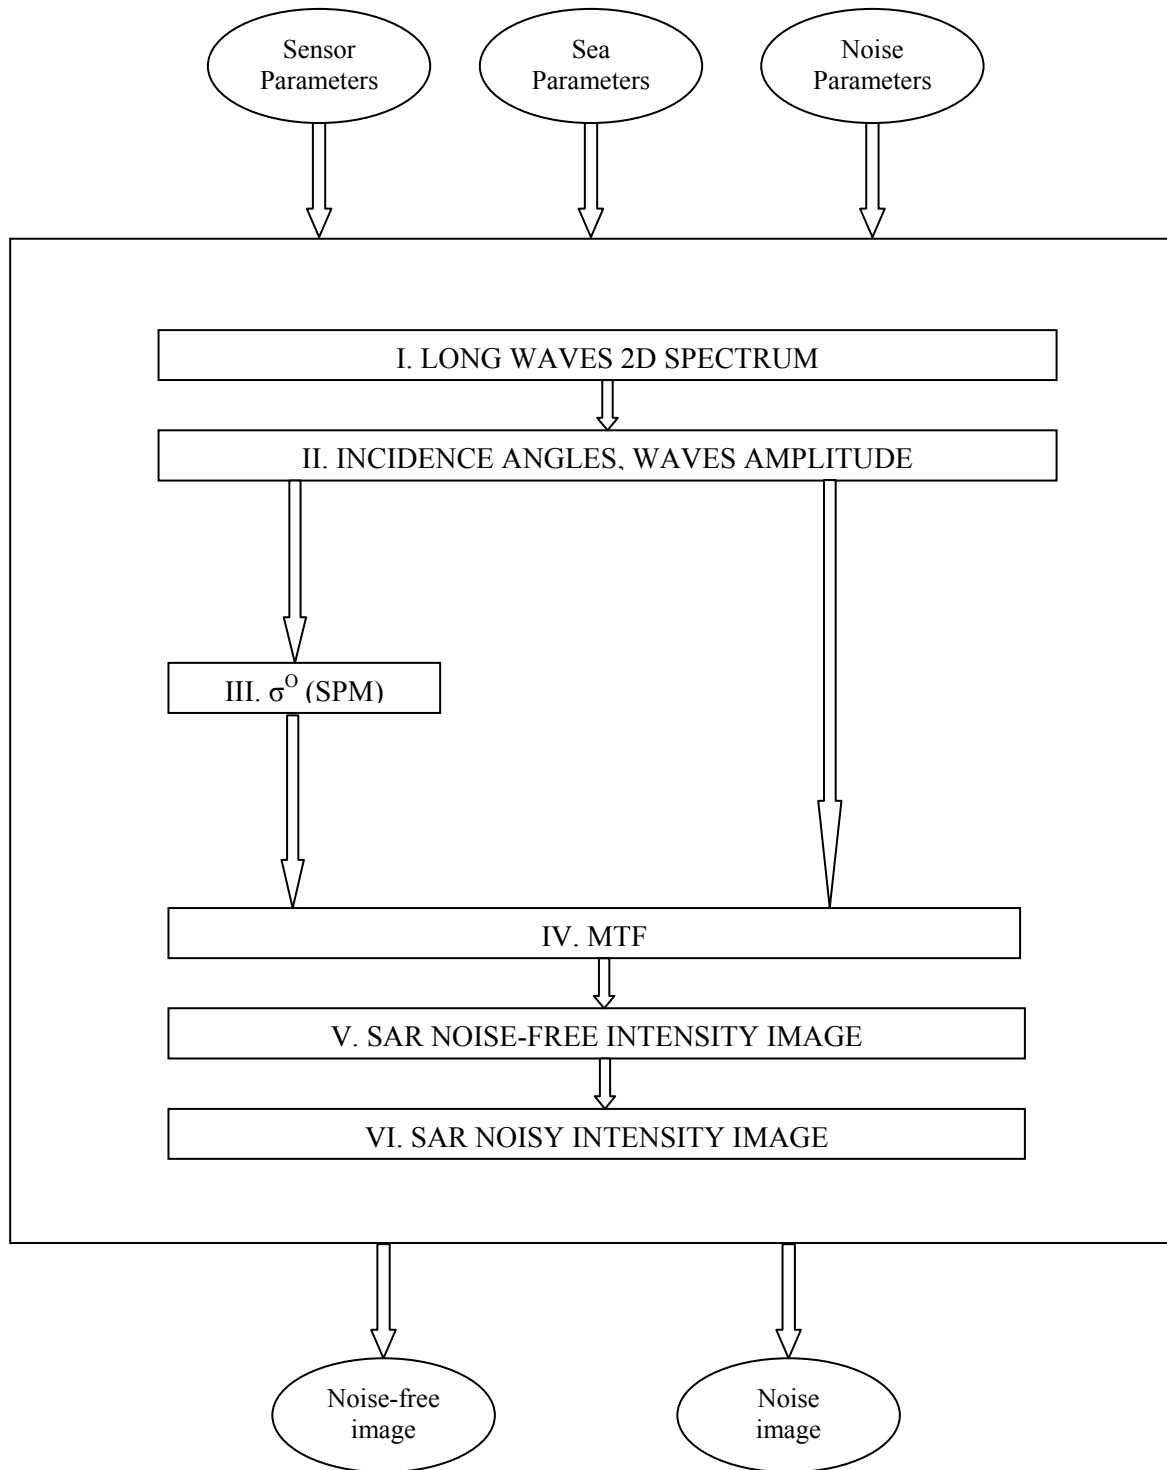 Sensor
Parameters
Sea
Parameters
Noise
Parameters
I. LONG WAVES 2D SPECTRUM
II. INCIDENCE ANGLES, WAVES AMPLITUDE
III. σᴼ (SPM)
IV. MTF
V. SAR NOISE-FREE INTENSITY IMAGE
VI. SAR NOISY INTENSITY IMAGE
Noise-free
image
Noise
image